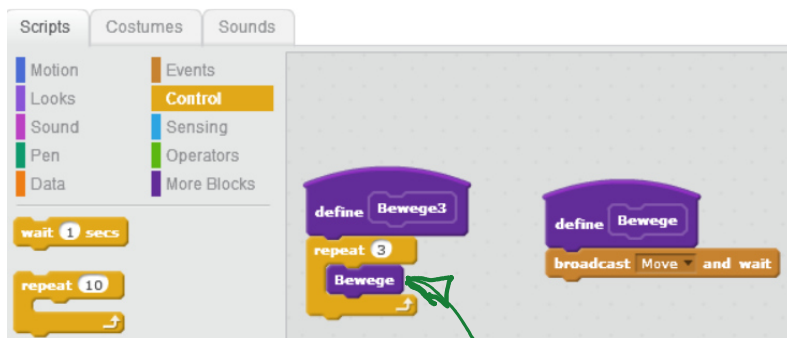 Scripts Costumes Sounds
Motion Events
Looks Control
Sound Sensing
Pen Operators
Data More Blocks
wait 1 secs
repeat 10
define Bewege3
repeat 3
Bewege
define Bewege
broadcast Move and wait